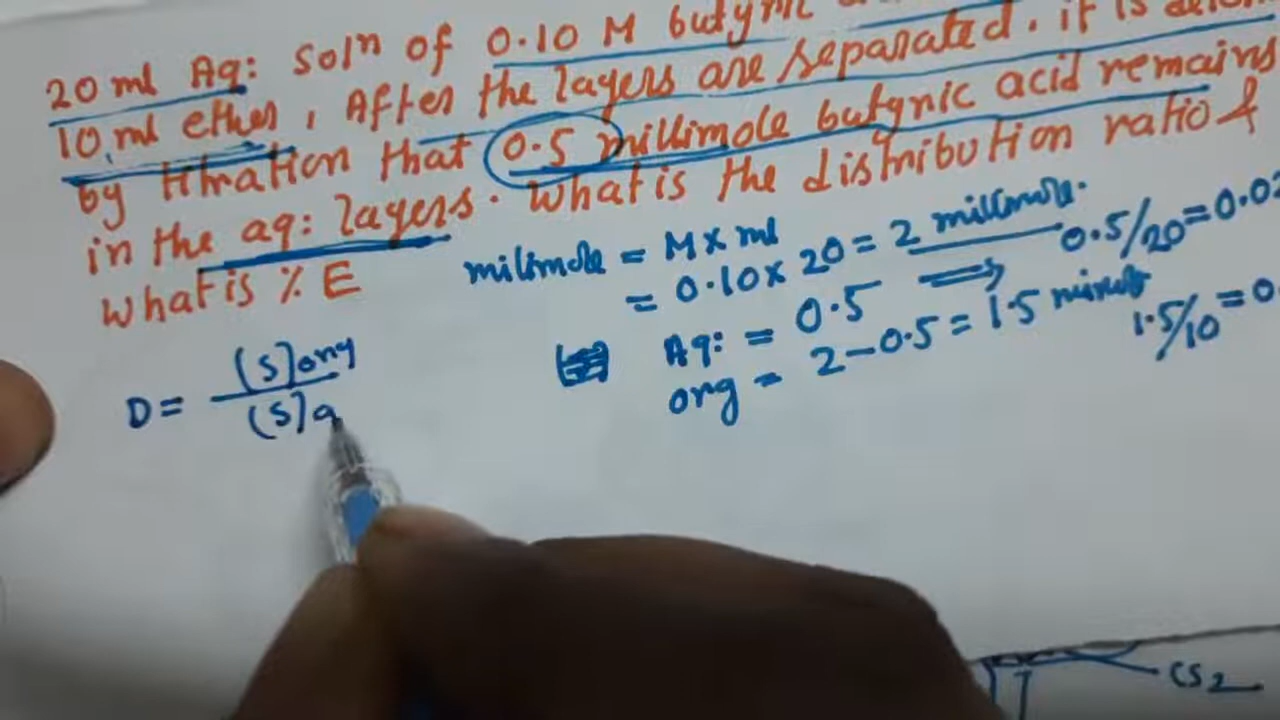 20 ml Aq: soln of 0.10 M butyric
10 ml ether, After the layers are separated. it is
by titration that 0.5 millimole butyric acid remains
in the aq: layers. what is the distribution ratio &
what is % E
milimole = M x ml
= 0.10 x 20 = 2 millimole.
Aq: = 0.5 ⟹ 0.5/20 = 0.0
org = 2 - 0.5 = 1.5 1.5/10 = 0.
D = (S]org
(S]a
CS2